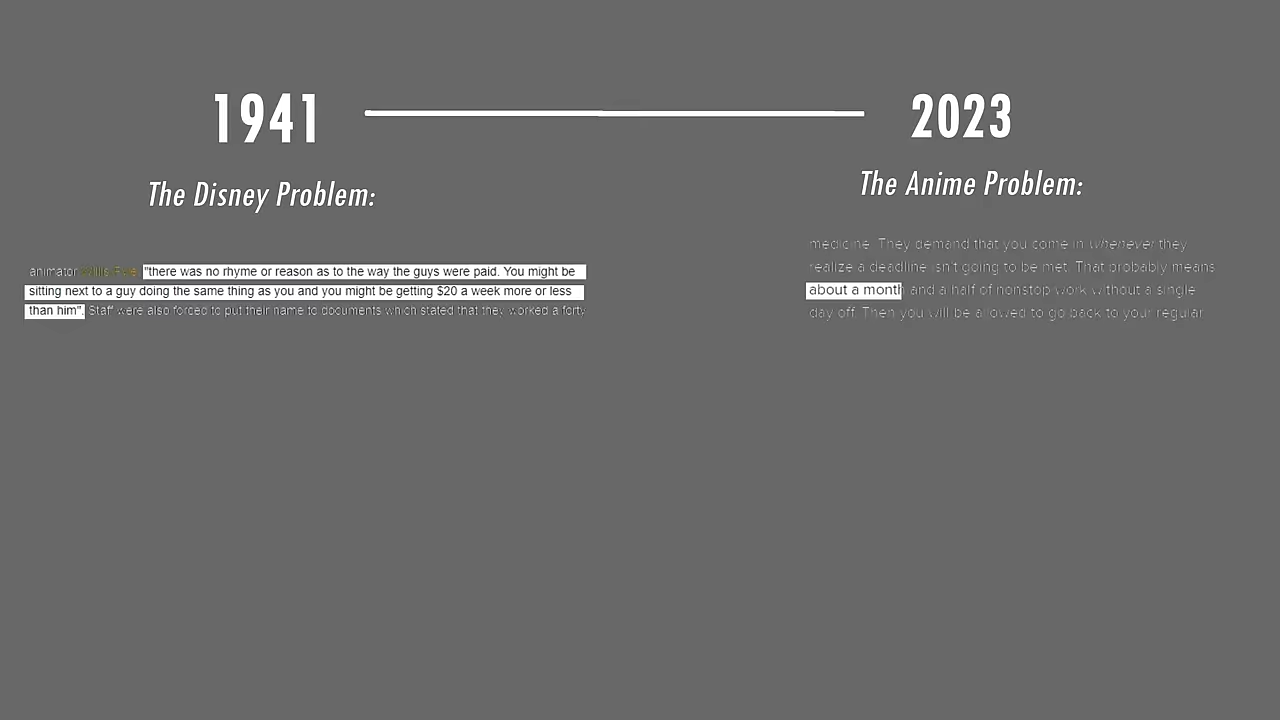 1941
2023
The Disney Problem:
The Anime Problem:
animator "there was no rhyme or reason as to the way the guys were paid. You might be
sitting next to a guy doing the same thing as you and you might be getting $20 a week more or less
than him". Staff were also forced to put their name to documents which stated that they worked a forty
medicine. They demand that you come in whenever they
realize a deadline isn't going to be met. That probably means
about a month and a half of nonstop work without a single
day off. Then you will be allowed to go back to your regular